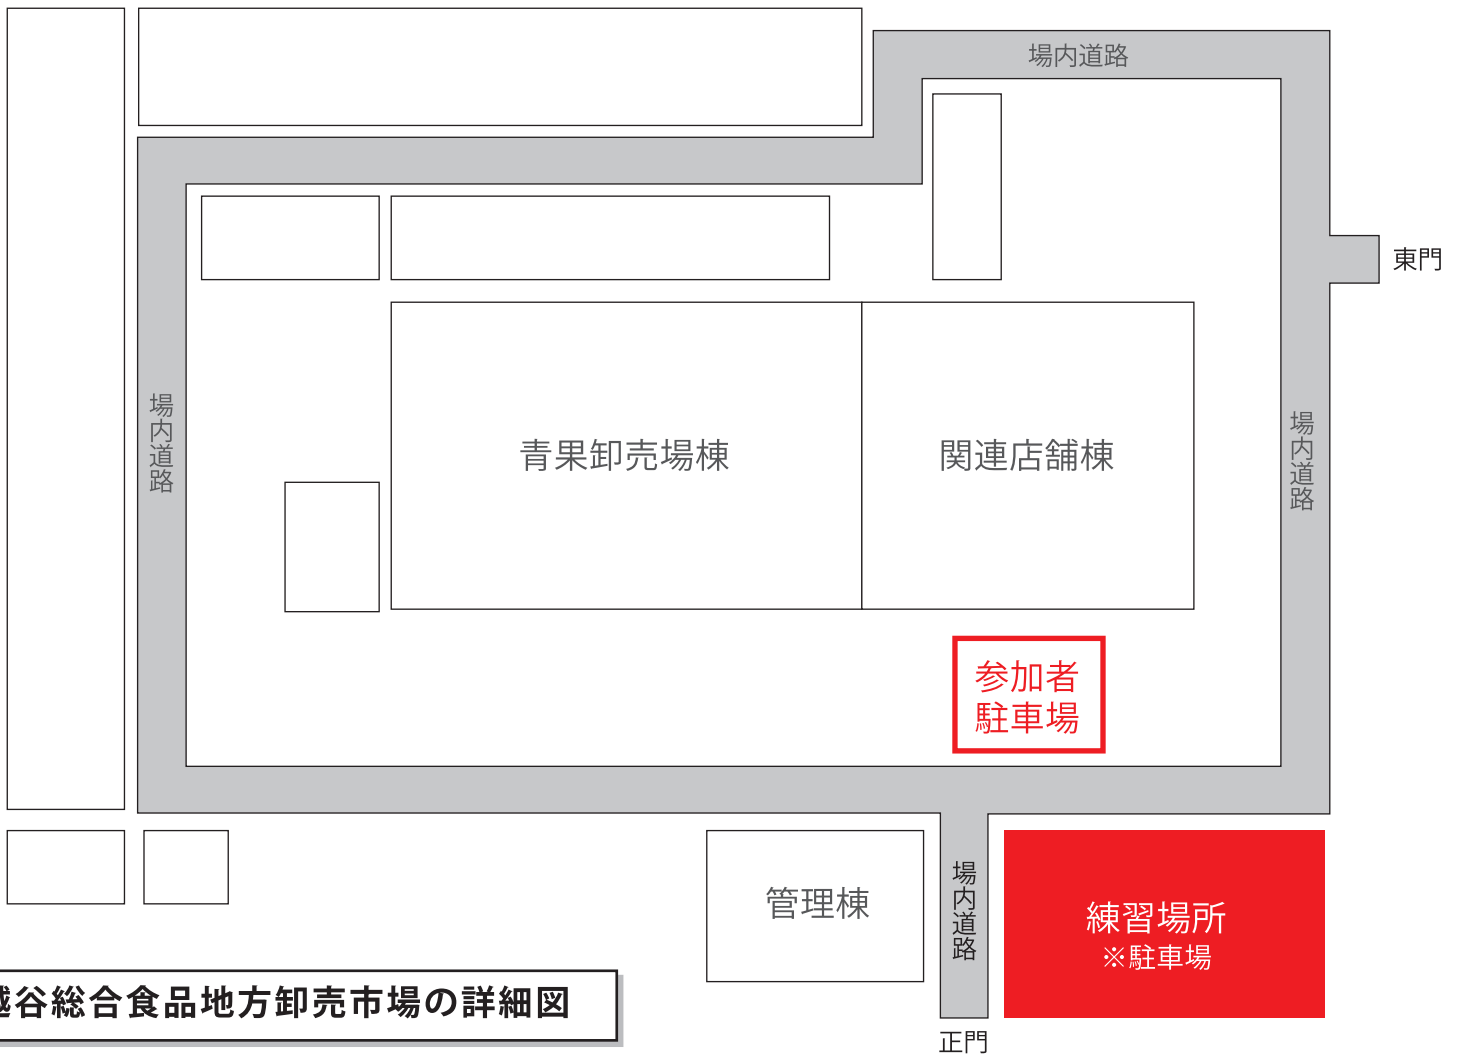 場内道路
東門
場内道路
場内道路
青果卸売場棟
関連店舗棟
参加者
駐車場
管理棟
場内道路
練習場所
※駐車場
谷総合食品地方卸売市場の詳細図
正門